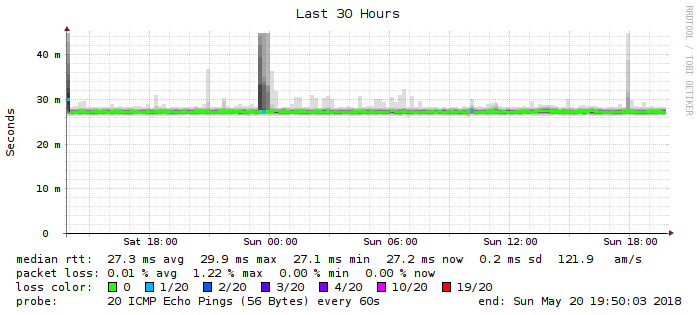 Last 30 Hours
RRDTOOL / TOBI OETIKER
Seconds
40 m
30 m
20 m
10 m
0
Sat 18:00 Sun 00:00 Sun 06:00 Sun 12:00 Sun 18:00
median rtt: 27.3 ms avg 29.9 ms max 27.1 ms min 27.2 ms now 0.2 ms sd 121.9 am/s
packet loss: 0.01 % avg 1.22 % max 0.00 % min 0.00 % now
loss color: 0 1/20 2/20 3/20 4/20 10/20 19/20
probe: 20 ICMP Echo Pings (56 Bytes) every 60s end: Sun May 20 19:50:03 2018